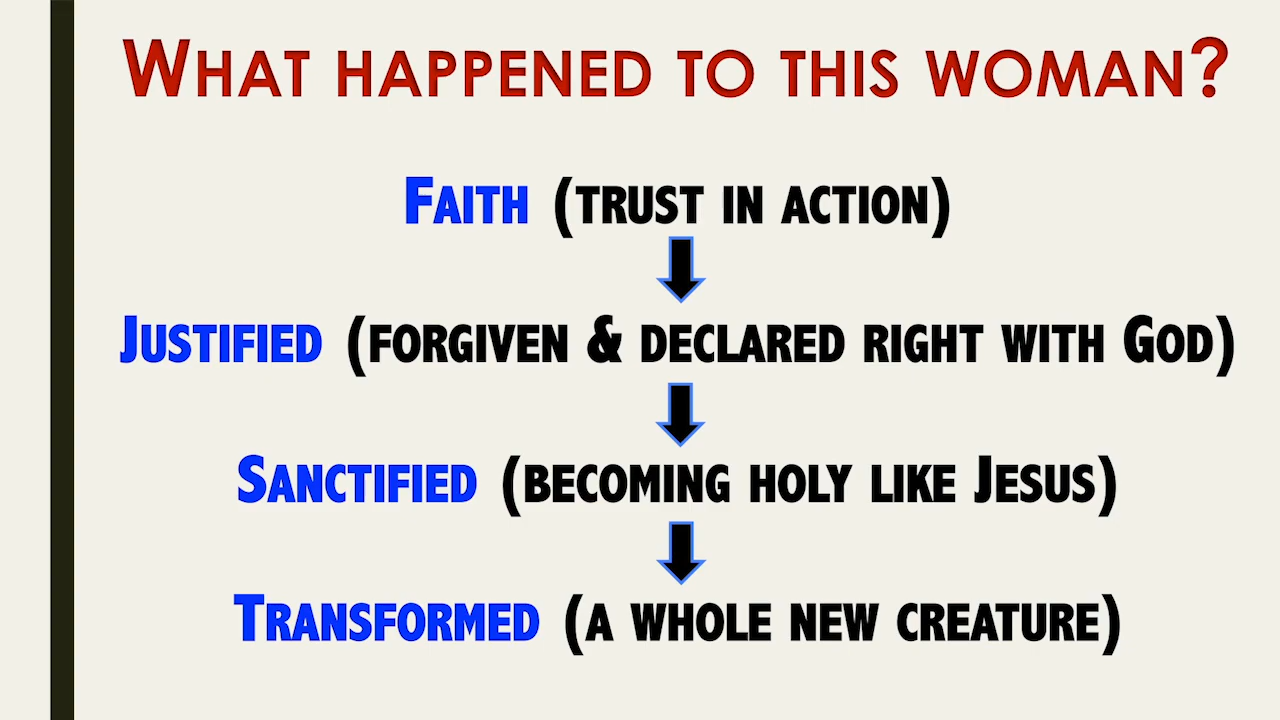 What happened to this woman?
Faith (trust in action)
Justified (forgiven & declared right with God)
Sanctified (becoming holy like Jesus)
Transformed (a whole new creature)